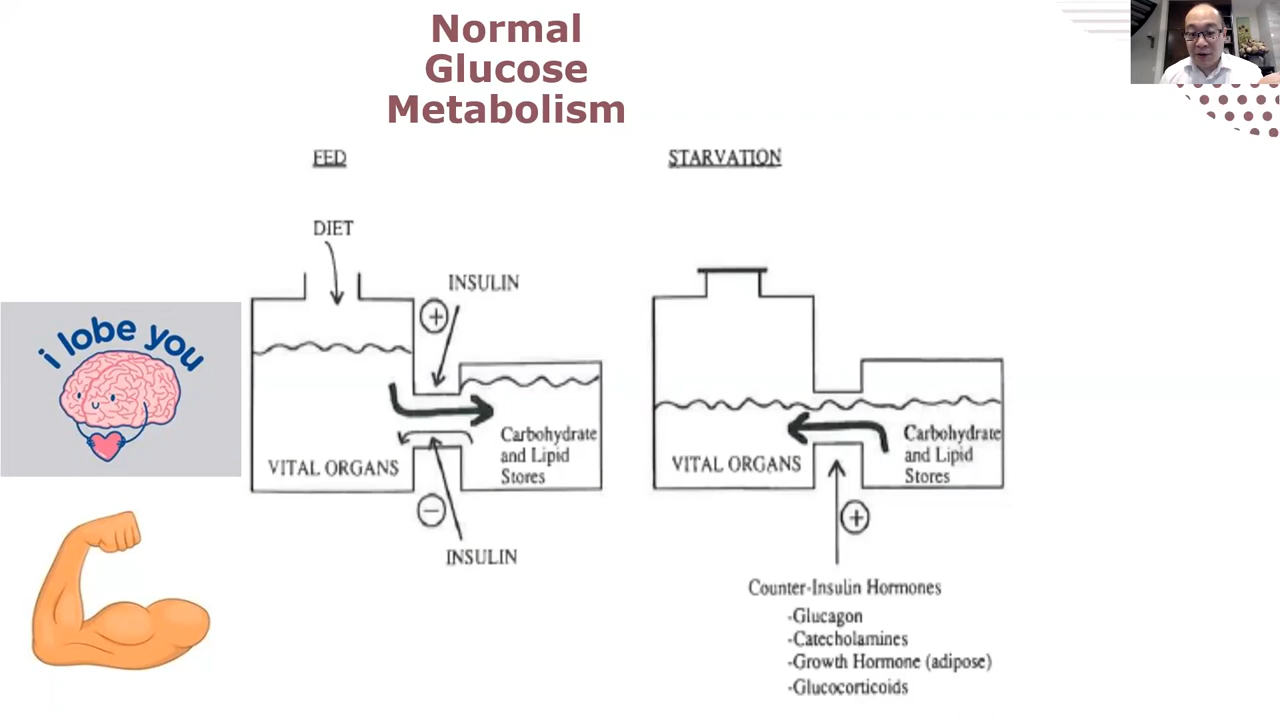 Normal
Glucose
Metabolism
FED
DIET
INSULIN
+
i lobe you
VITAL ORGANS
Carbohydrate
and Lipid
Stores
−
INSULIN
STARVATION
VITAL ORGANS
Carbohydrate
and Lipid
Stores
+
Counter-Insulin Hormones
-Glucagon
-Catecholamines
-Growth Hormone (adipose)
-Glucocorticoids